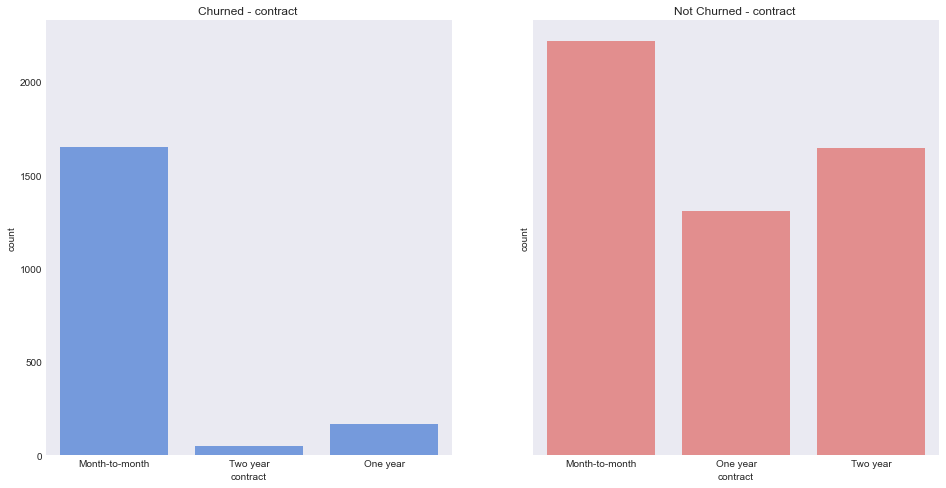 Churned - contract
Not Churned - contract
2000
1500
1000
500
0
count
count
Month-to-month
Two year
One year
contract
Month-to-month
One year
Two year
contract